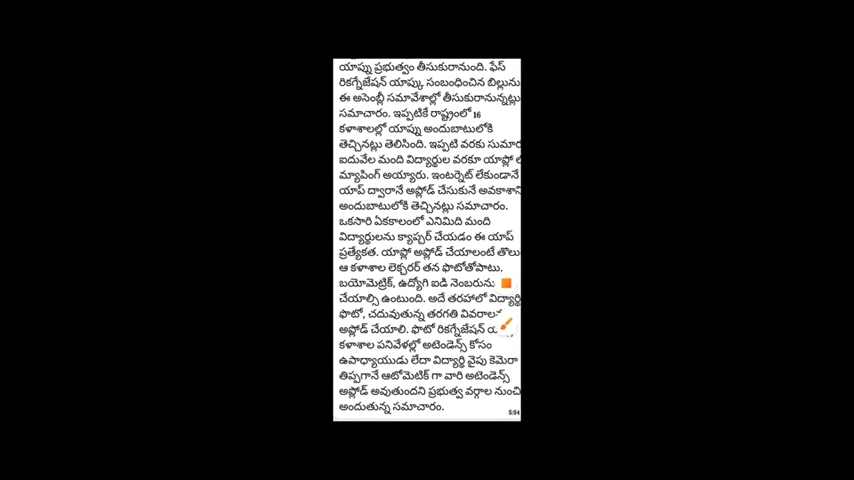 యాప్ను ప్రభుత్వం తీసుకురానుంది. ఫేస్
రికగ్నేజేషన్ యాప్కు సంబంధించిన బిల్లును
ఈ అసెంబ్లీ సమావేశాల్లో తీసుకురానున్నట్లు
సమాచారం. ఇప్పటికే రాష్ట్రంలో 16
కళాశాలల్లో యాప్ను అందుబాటులోకి
తెచ్చినట్లు తెలిసింది. ఇప్పటి వరకు
ఐదువేల మంది విద్యార్థుల వరకూ యాప్లో
మ్యాపింగ్ అయ్యారు. ఇంటర్నెట్ లేకుండానే
యాప్ ద్వారానే అప్లోడ్ చేసుకునే
అందుబాటులోకి తెచ్చినట్లు సమాచారం.
ఒకసారి ఏకకాలంలో ఎనిమిది మంది
విద్యార్థులను క్యాప్చర్ చేయడం ఈ యాప్
ప్రత్యేకత. యాప్లో అప్లోడ్ చేయాలంటే
ఆ కళాశాల లెక్చరర్ తన ఫొటోతోపాటు,
బయోమెట్రిక్, ఉద్యోగి ఐడి నెంబరును
చేయాల్సి ఉంటుంది. అదే తరహాలో
ఫొటో, చదువుతున్న తరగతి
అప్లోడ్ చేయాలి. ఫొటో రికగ్నేజేషన్
కళాశాల పనివేళల్లో అటెండెన్స్ కోసం
ఉపాధ్యాయుడు లేదా విద్యార్థి వైపు కెమెరా
తిప్పగానే ఆటోమెటిక్ గా వారి అటెండెన్స్
అప్లోడ్ అవుతుందని ప్రభుత్వ వర్గాల నుంచి
అందుతున్న సమాచారం.
5:54